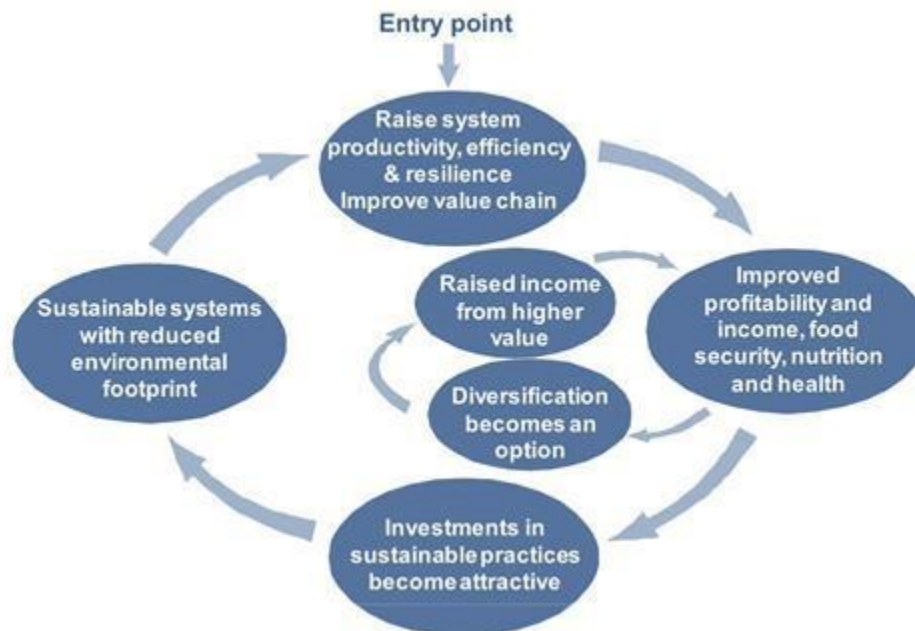 Entry point
Raise system
productivity, efficiency
& resilience
Improve value chain
Improved
profitability and
income, food
security, nutrition
and health
Raised income
from higher
value
Diversification
becomes an
option
Investments in
sustainable practices
become attractive
Sustainable systems
with reduced
environmental
footprint